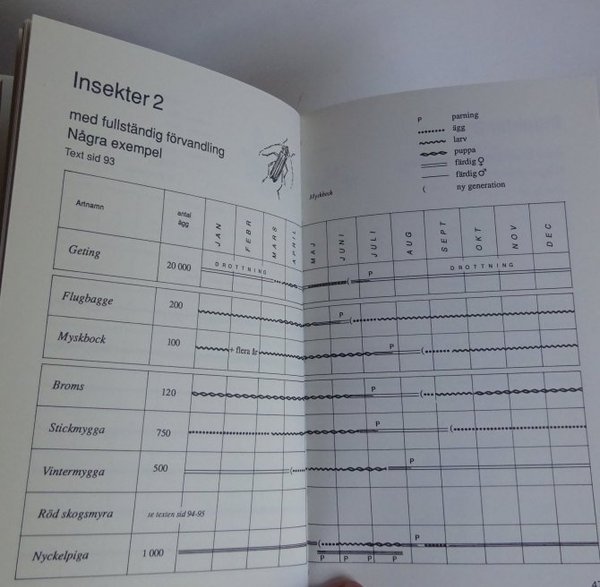 Insekter 2
med fullständig förvandling
Några exempel
Text sid 93
Myskbock
P parning
ägg
larv
puppa
färdig ♀
färdig ♂
( ny generation
Artnamn
antal
ägg
JAN
FEBR
MARS
APRIL
MAJ
JUNI
JULI
AUG
SEPT
OKT
NOV
DEC
Geting 20 000 DROTTNING ( P DROTTNING
Flugbagge 200 P (
Myskbock 100 + flera år P (
Broms 120 P (
Stickmygga 750 P (
Vintermygga 500 ( P
Röd skogsmyra se texten sid 94-95
Nyckelpiga 1 000 ( P
P P P P